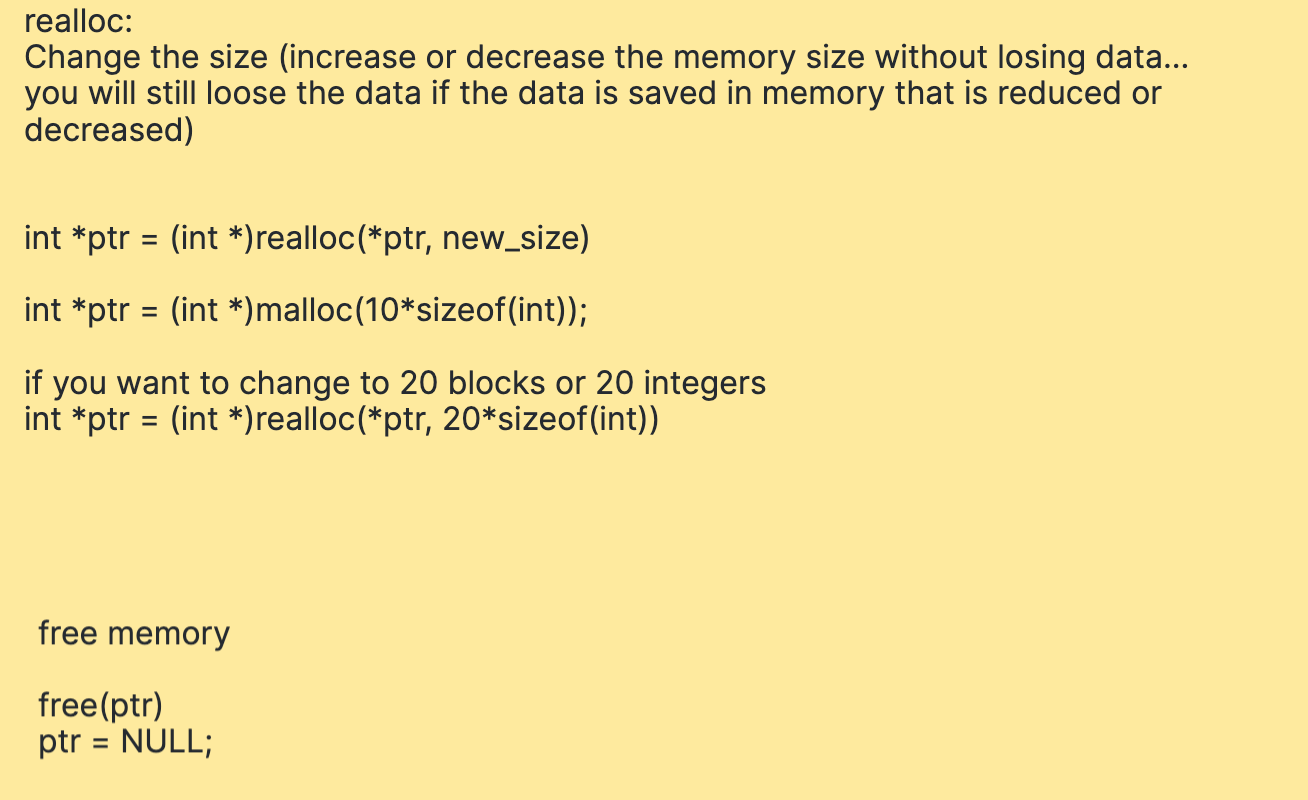 realloc:
Change the size (increase or decrease the memory size without losing data...
you will still loose the data if the data is saved in memory that is reduced or
decreased)
int *ptr = (int *)realloc(*ptr, new_size)
int *ptr = (int *)malloc(10*sizeof(int));
if you want to change to 20 blocks or 20 integers
int *ptr = (int *)realloc(*ptr, 20*sizeof(int))
free memory
free(ptr)
ptr = NULL;